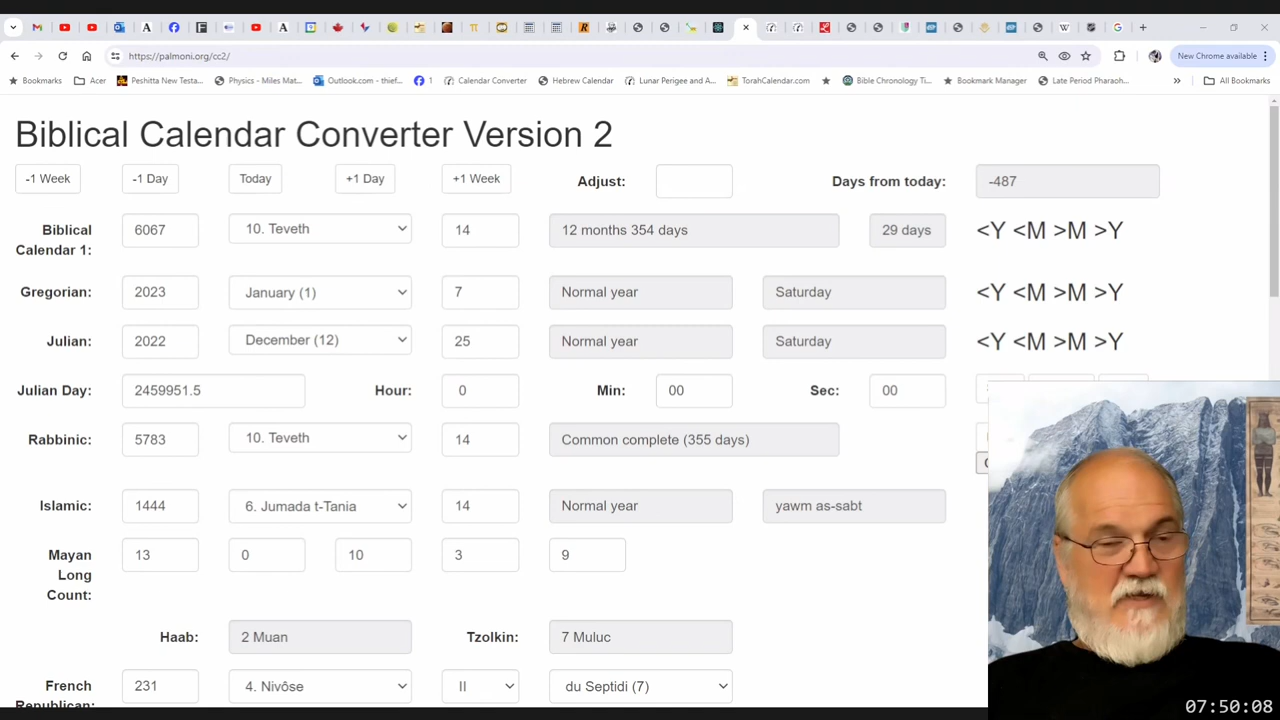 https://palmoni.org/cc2/
New Chrome available
Bookmarks Acer Peshitta New Testa... Physics - Miles Mat... Outlook.com - thief... 1 Calendar Converter Hebrew Calendar Lunar Perigee and A... TorahCalendar.com Bible Chronology Ti... Bookmark Manager Late Period Pharaoh... » All Bookmarks
Biblical Calendar Converter Version 2
-1 Week -1 Day Today +1 Day +1 Week Adjust: Days from today: -487
Biblical Calendar 1: 6067 10. Teveth 14 12 months 354 days 29 days <Y <M >M >Y
Gregorian: 2023 January (1) 7 Normal year Saturday <Y <M >M >Y
Julian: 2022 December (12) 25 Normal year Saturday <Y <M >M >Y
Julian Day: 2459951.5 Hour: 0 Min: 00 Sec: 00
Rabbinic: 5783 10. Teveth 14 Common complete (355 days)
Islamic: 1444 6. Jumada t-Tania 14 Normal year yawm as-sabt
Mayan Long Count: 13 0 10 3 9
Haab: 2 Muan Tzolkin: 7 Muluc
French Republican: 231 4. Nivôse II du Septidi (7)
07:50:08